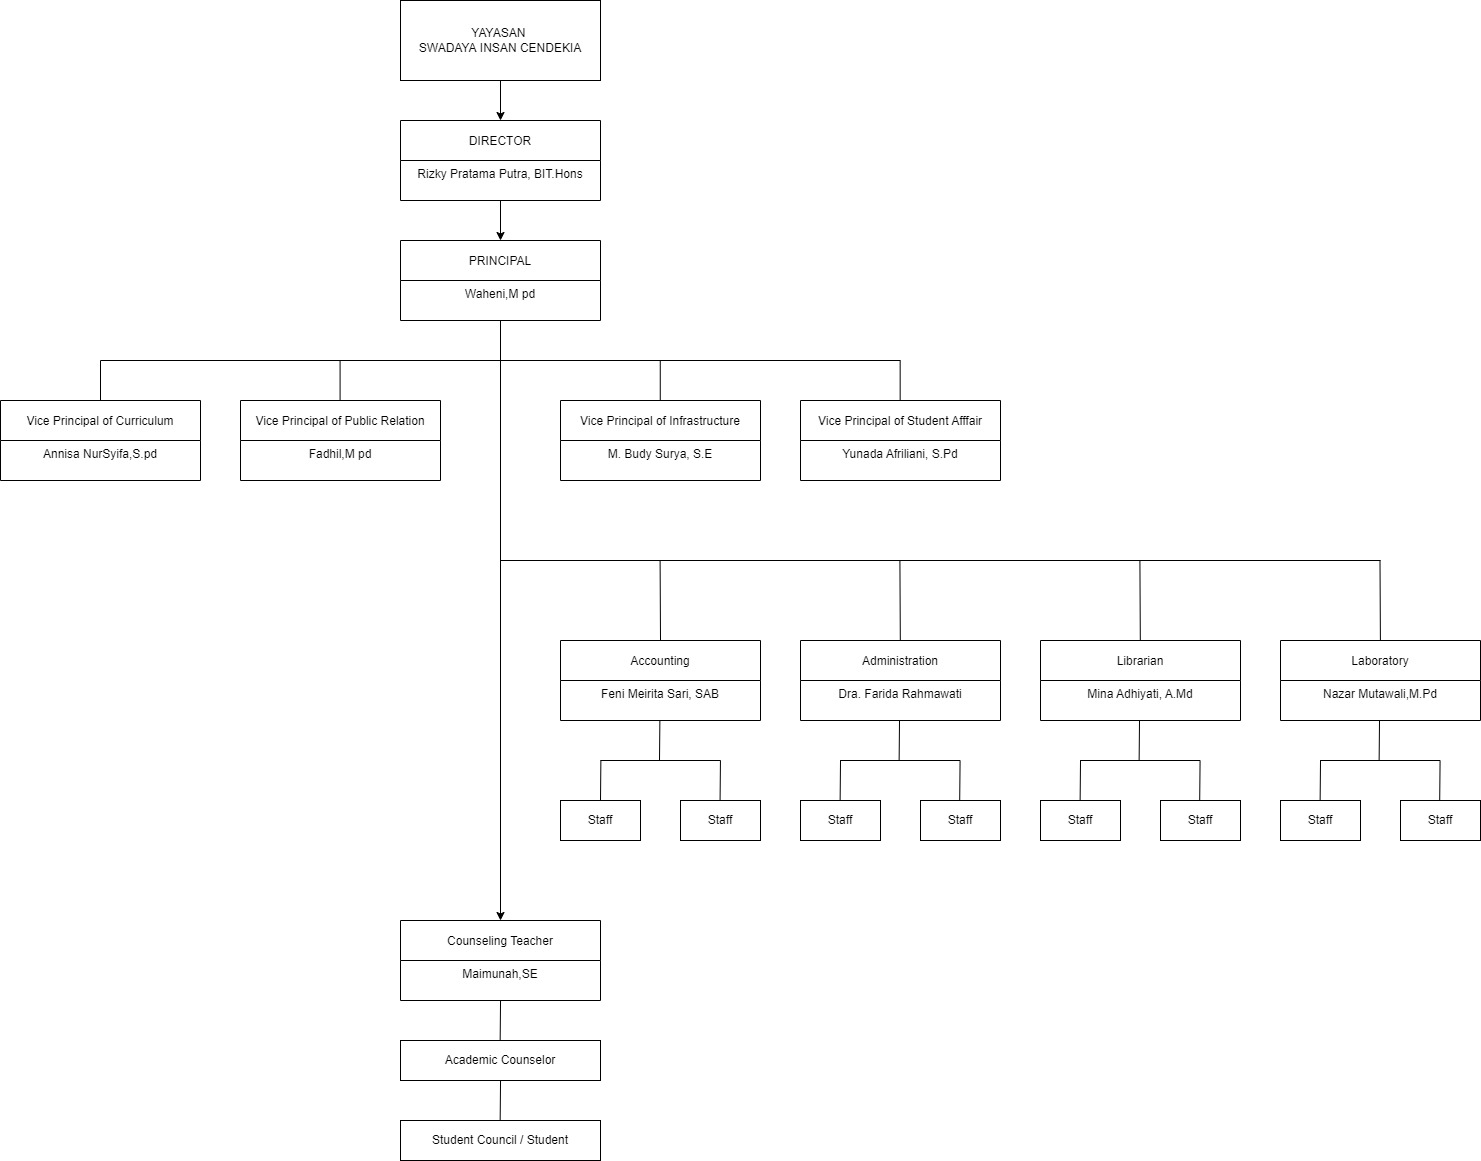 YAYASAN
SWADAYA INSAN CENDEKIA
DIRECTOR
Rizky Pratama Putra, BIT.Hons
PRINCIPAL
Waheni,M pd
Vice Principal of Curriculum
Annisa NurSyifa,S.pd
Vice Principal of Public Relation
Fadhil,M pd
Vice Principal of Infrastructure
M. Budy Surya, S.E
Vice Principal of Student Afffair
Yunada Afriliani, S.Pd
Accounting
Feni Meirita Sari, SAB
Administration
Dra. Farida Rahmawati
Librarian
Mina Adhiyati, A.Md
Laboratory
Nazar Mutawali,M.Pd
Staff
Staff
Staff
Staff
Staff
Staff
Staff
Staff
Counseling Teacher
Maimunah,SE
Academic Counselor
Student Council / Student